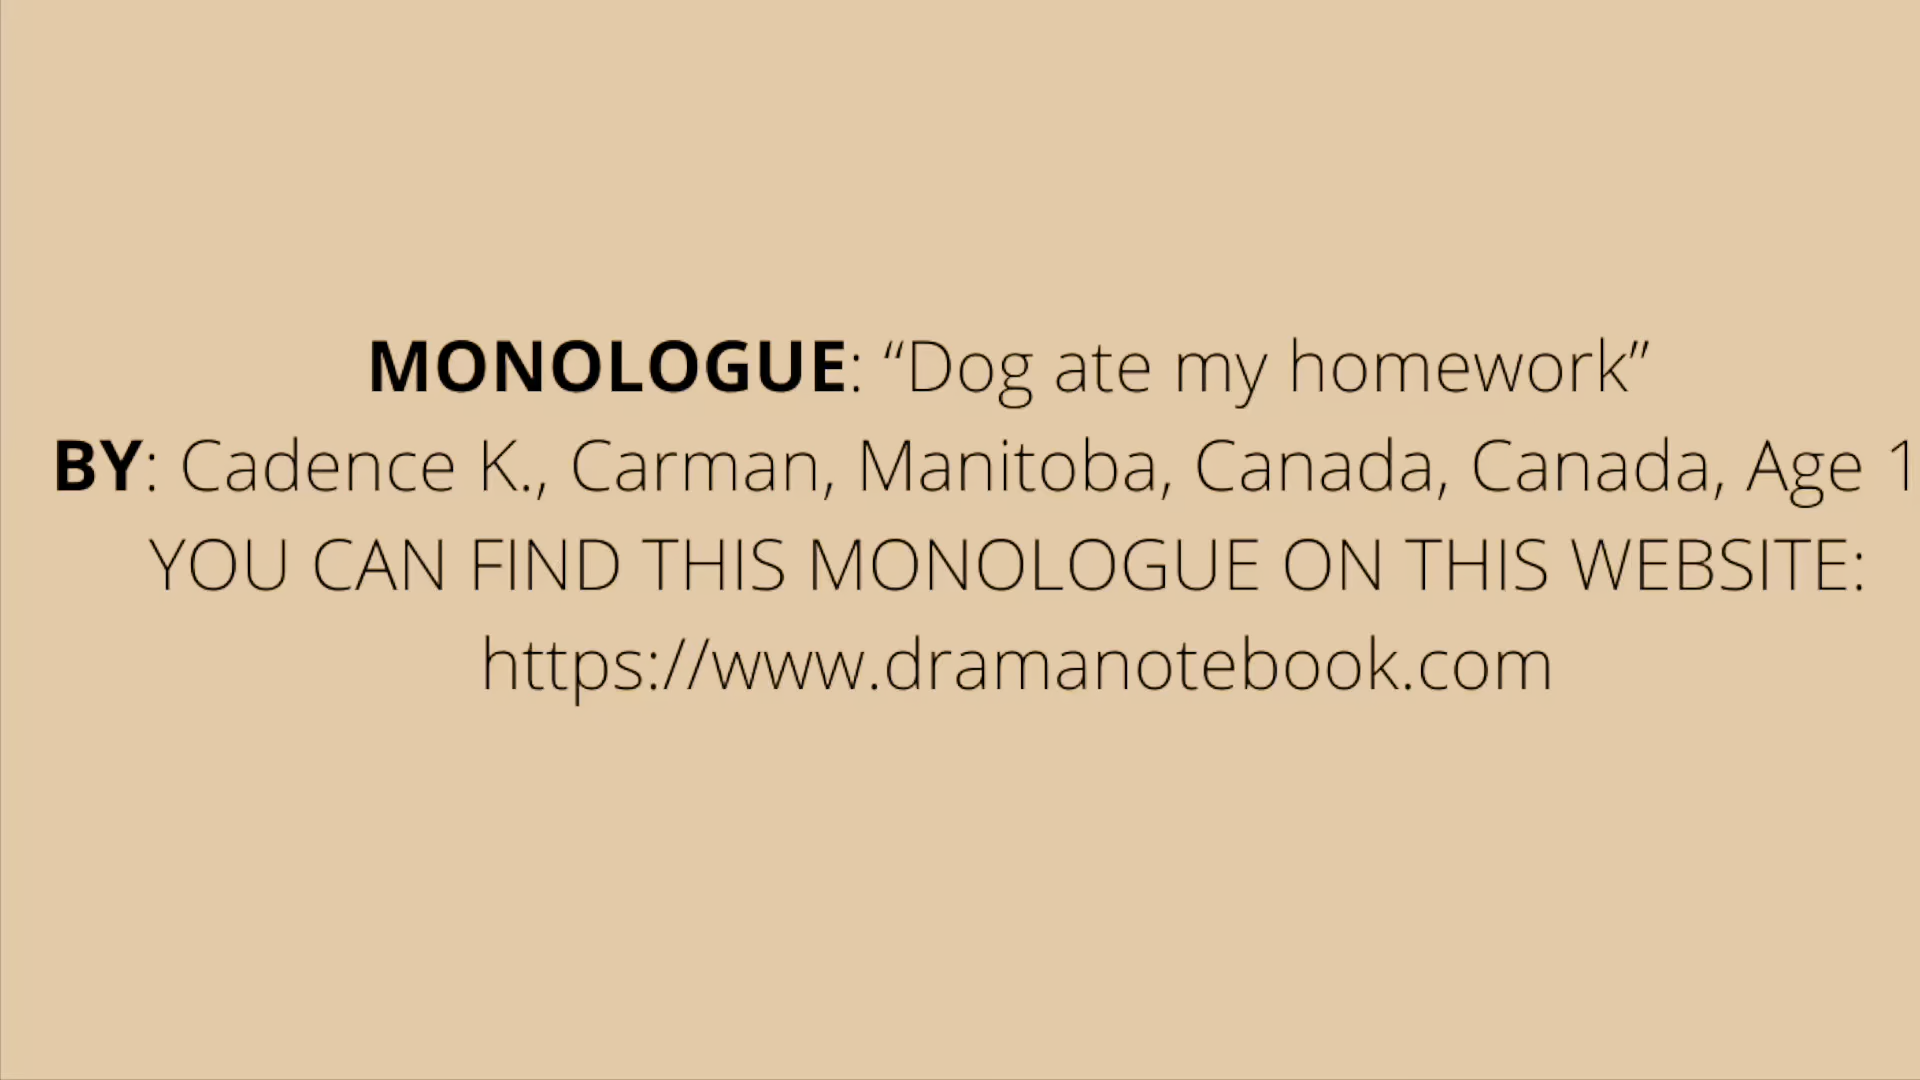 MONOLOGUE: “Dog ate my homework”
BY: Cadence K., Carman, Manitoba, Canada, Canada, Age 1
YOU CAN FIND THIS MONOLOGUE ON THIS WEBSITE:
https://www.dramanotebook.com